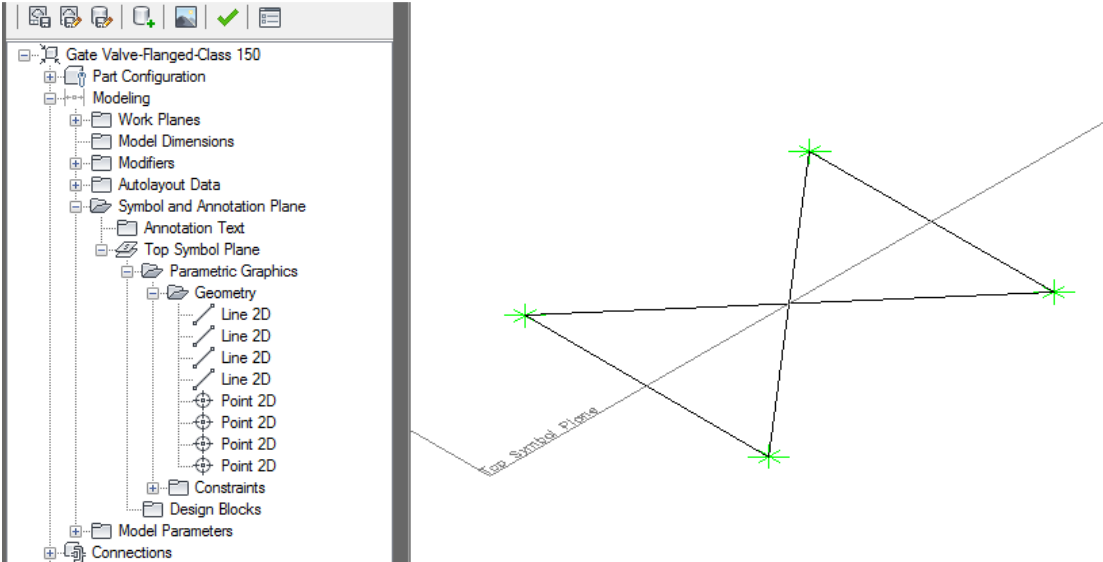 Gate Valve-Flanged-Class 150
Part Configuration
Modeling
Work Planes
Model Dimensions
Modifiers
Autolayout Data
Symbol and Annotation Plane
Annotation Text
Top Symbol Plane
Parametric Graphics
Geometry
Line 2D
Line 2D
Line 2D
Line 2D
Point 2D
Point 2D
Point 2D
Point 2D
Constraints
Design Blocks
Model Parameters
Connections
Top Symbol Plane